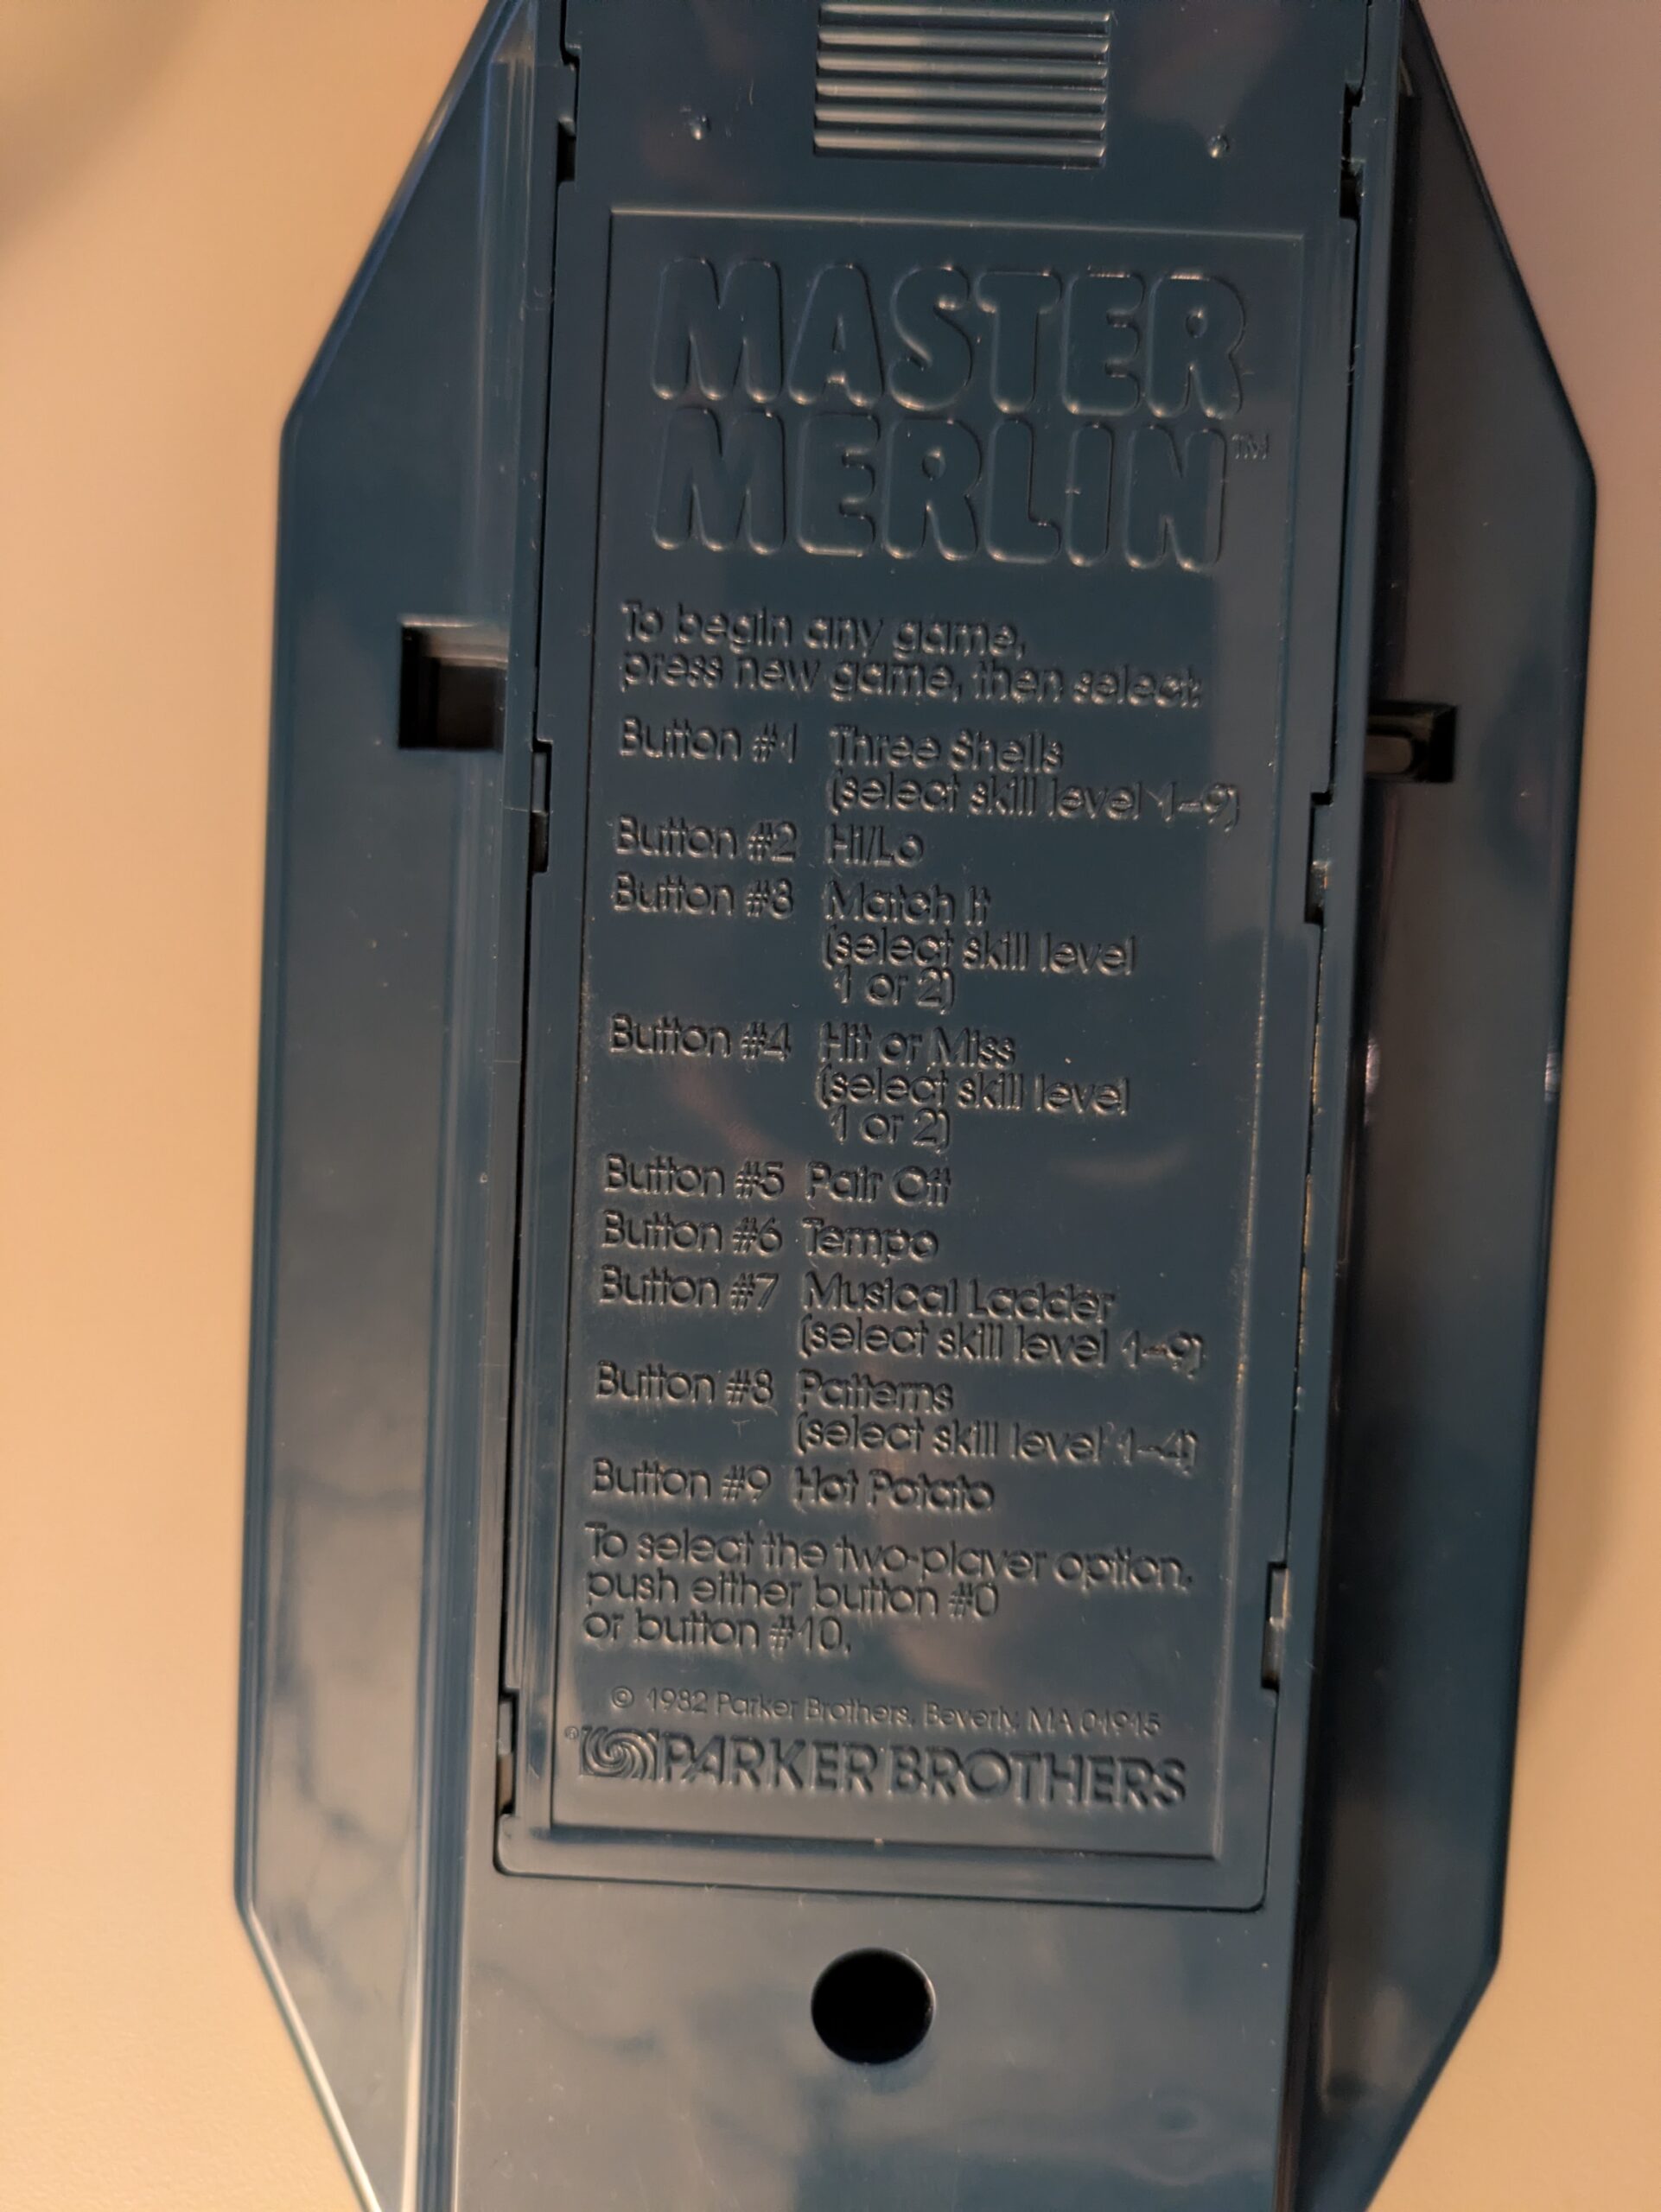 MASTER
MERLIN™
To begin any game,
press new game, then select:
Button #1 Three Shells
(select skill level 1–9)
Button #2 Hi/Lo
Button #3 Match It
(select skill level
1 or 2)
Button #4 Hit or Miss
(select skill level
1 or 2)
Button #5 Pair Off
Button #6 Tempo
Button #7 Musical Ladder
(select skill level 1–9)
Button #8 Patterns
(select skill level 1–4)
Button #9 Hot Potato
To select the two-player option,
push either button #0
or button #10.
© 1982 Parker Brothers, Beverly, MA 01915
® PARKER BROTHERS